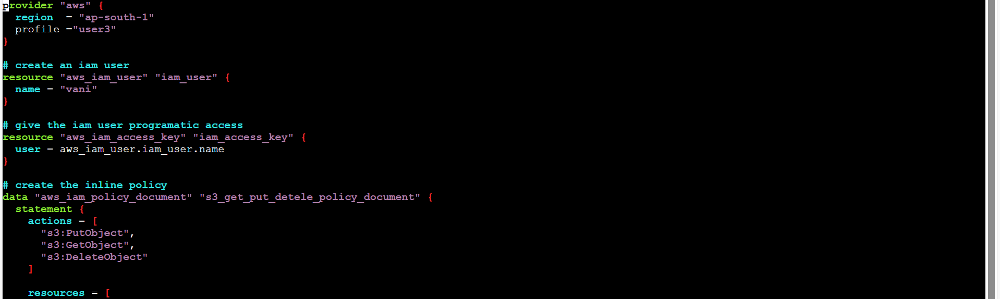 provider "aws" {
  region  = "ap-south-1"
  profile ="user3"
}

# create an iam user
resource "aws_iam_user" "iam_user" {
  name = "vani"
}

# give the iam user programatic access
resource "aws_iam_access_key" "iam_access_key" {
  user = aws_iam_user.iam_user.name
}

# create the inline policy
data "aws_iam_policy_document" "s3_get_put_detele_policy_document" {
  statement {
    actions = [
      "s3:PutObject",
      "s3:GetObject",
      "s3:DeleteObject"
    ]

    resources = [